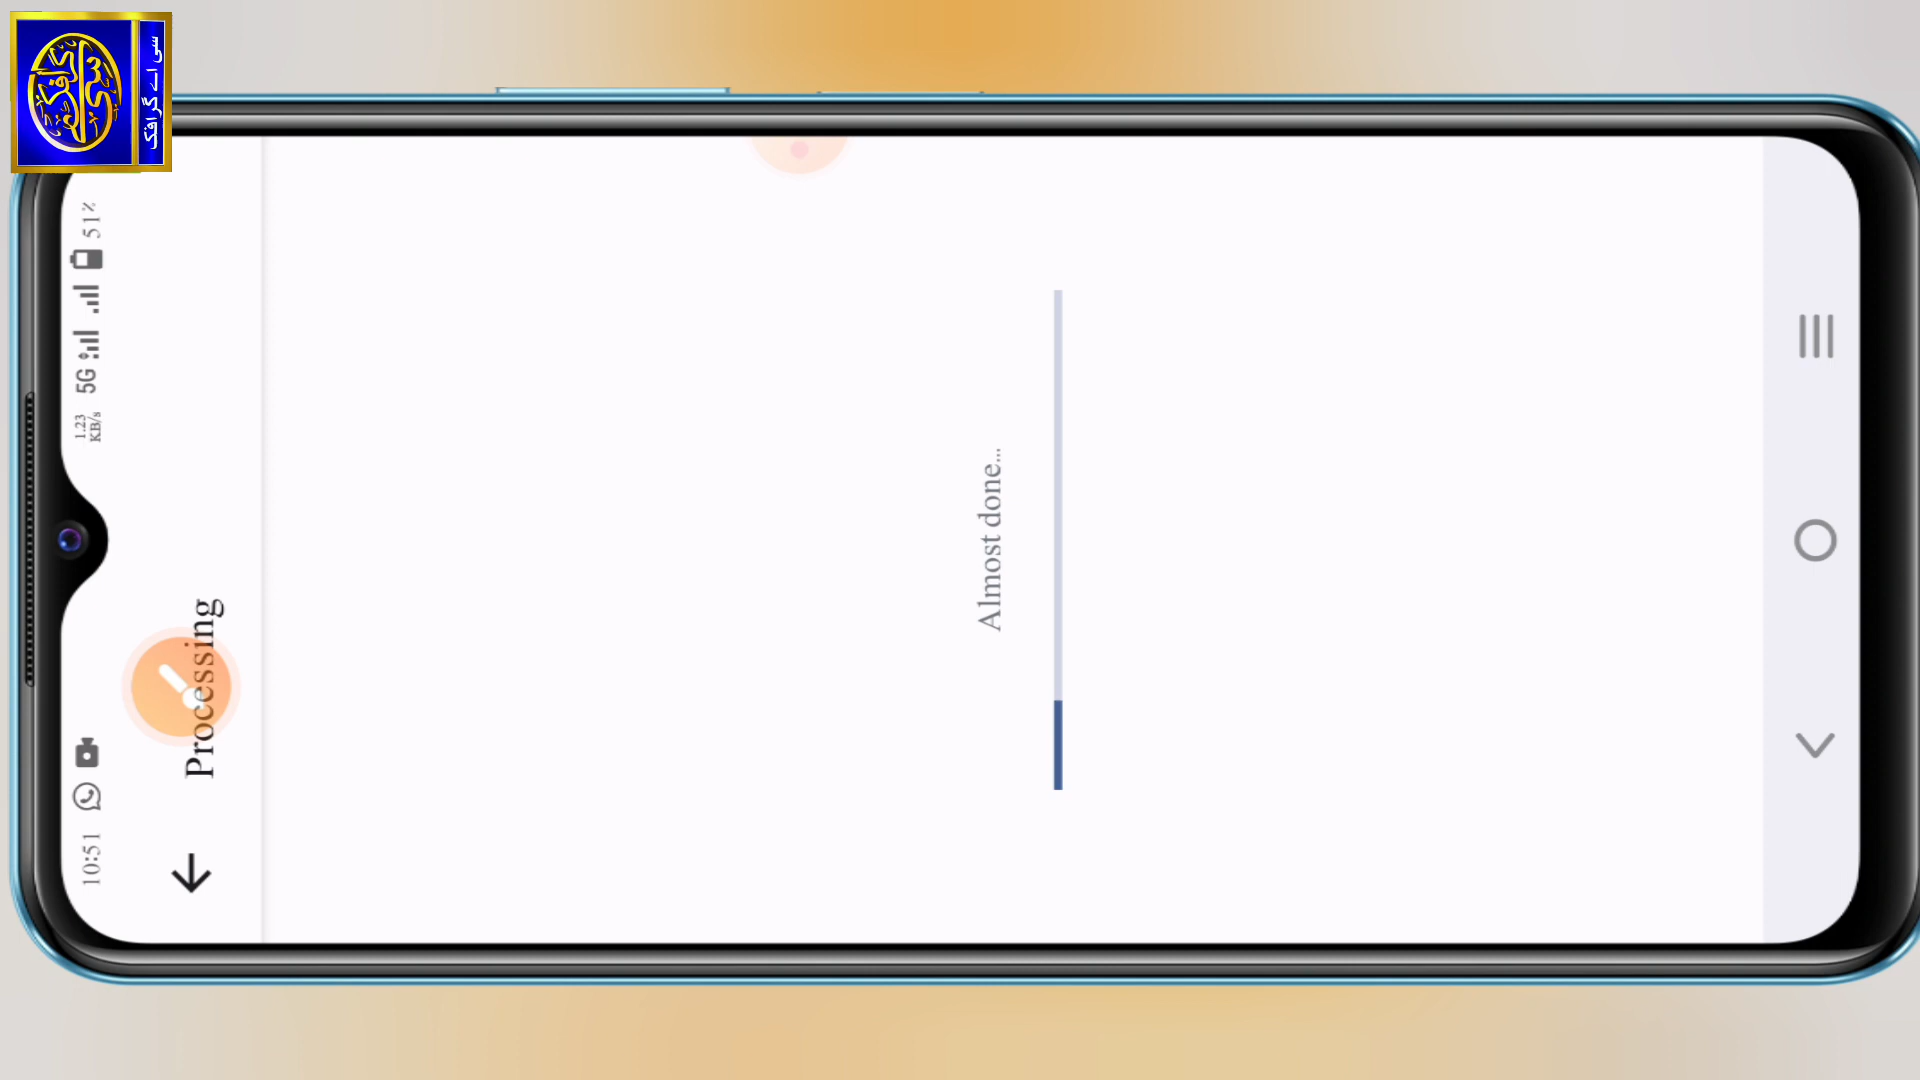 سی اے گرافک
10:51
1.23
KB/s
5G
51%
Processing
Almost done...